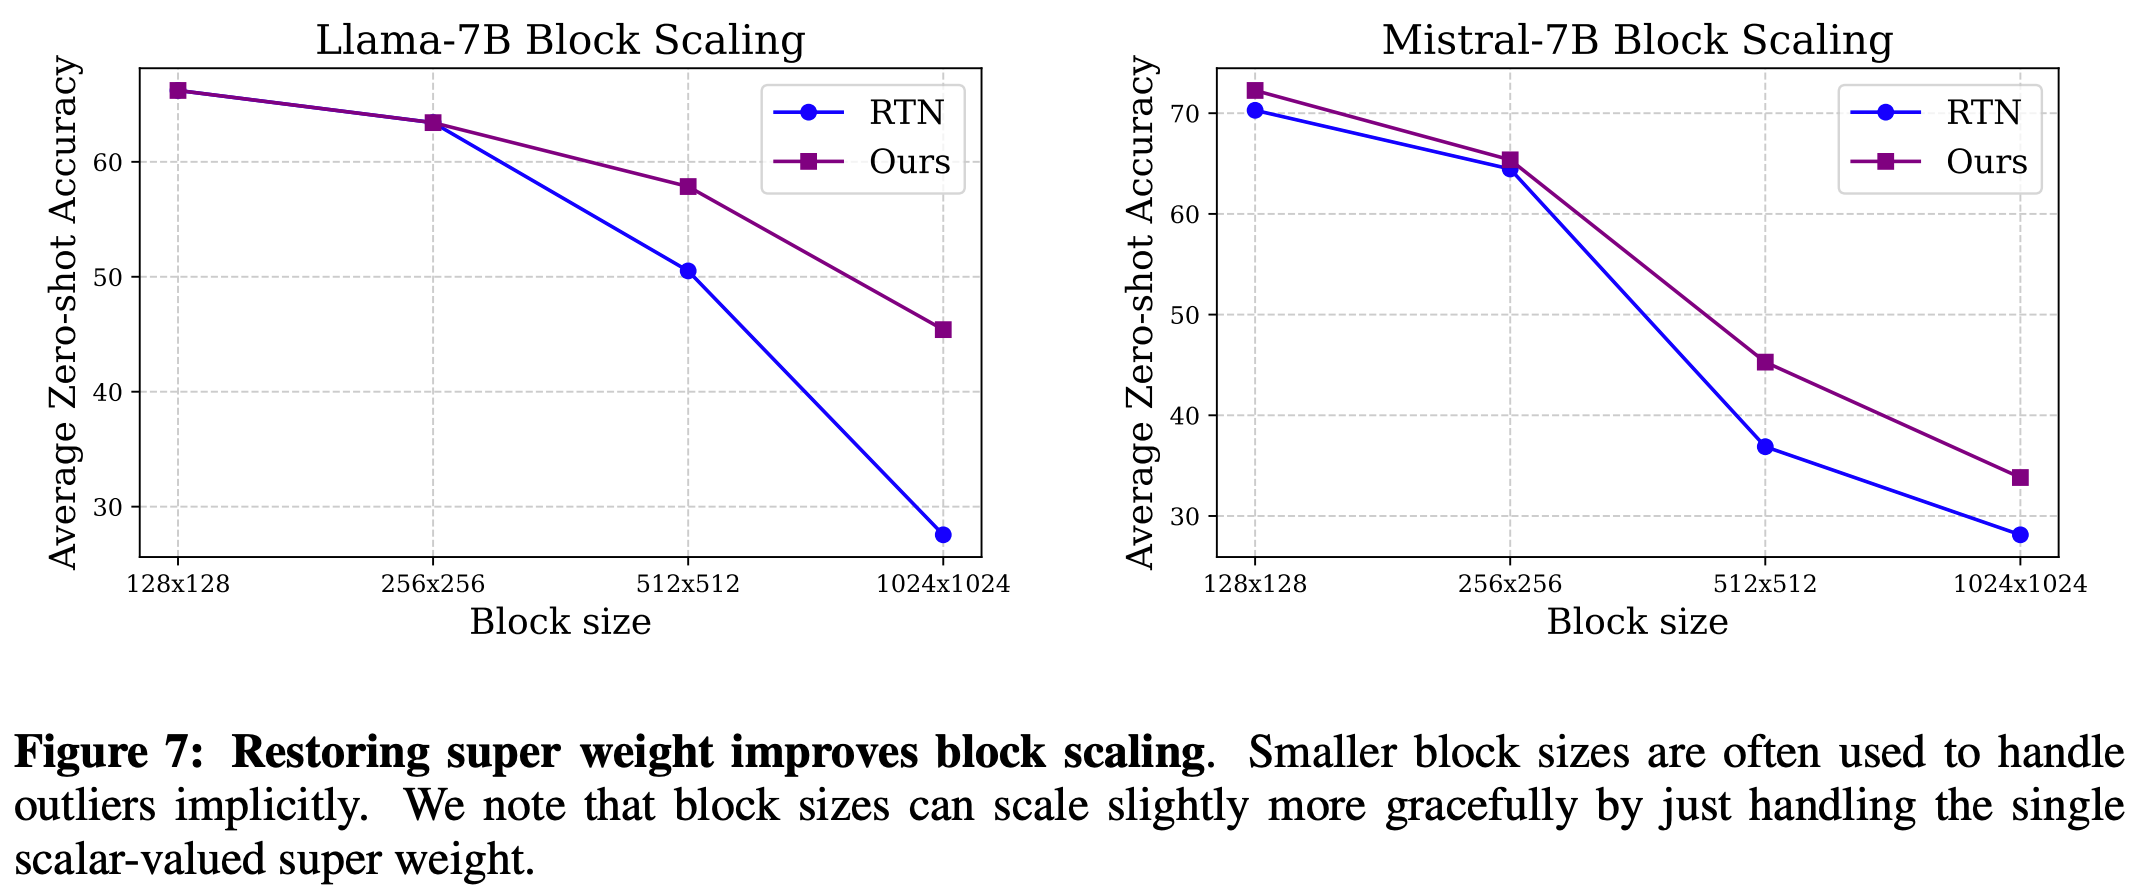 Llama-7B Block Scaling
Average Zero-shot Accuracy
60
50
40
30
RTN
Ours
128x128 256x256 512x512 1024x1024
Block size
Mistral-7B Block Scaling
Average Zero-shot Accuracy
70
60
50
40
30
RTN
Ours
128x128 256x256 512x512 1024x1024
Block size
Figure 7: Restoring super weight improves block scaling. Smaller block sizes are often used to handle
outliers implicitly. We note that block sizes can scale slightly more gracefully by just handling the single
scalar-valued super weight.